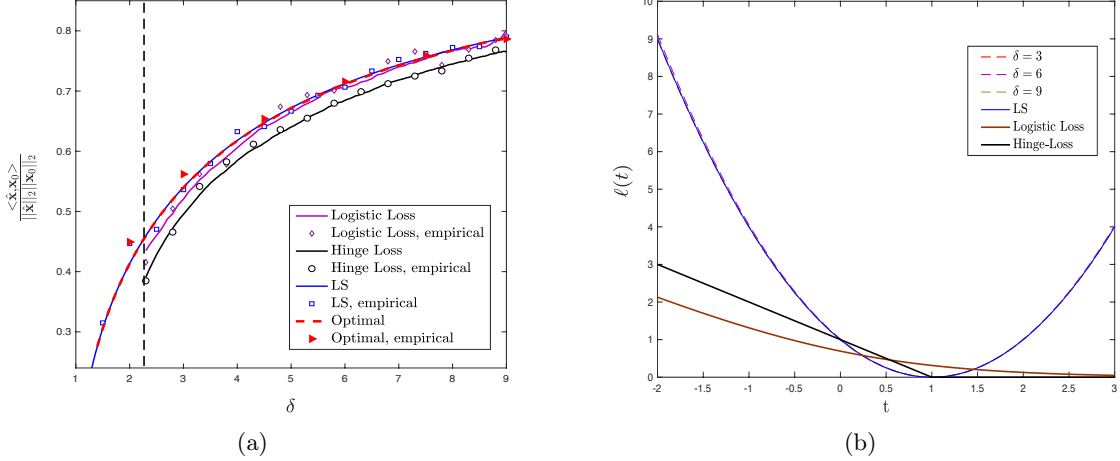 0.8
0.7
0.6
0.5
0.4
0.3
1 2 3 4 5 6 7 8 9
δ
<x̂,x₀>
||x̂||₂||x₀||₂
Logistic Loss
Logistic Loss, empirical
Hinge Loss
Hinge Loss, empirical
LS
LS, empirical
Optimal
Optimal, empirical
(a)
10
9
8
7
6
5
4
3
2
1
0
-2 -1.5 -1 -0.5 0 0.5 1 1.5 2 2.5 3
t
ℓ(t)
δ = 3
δ = 6
δ = 9
LS
Logistic Loss
Hinge-Loss
(b)